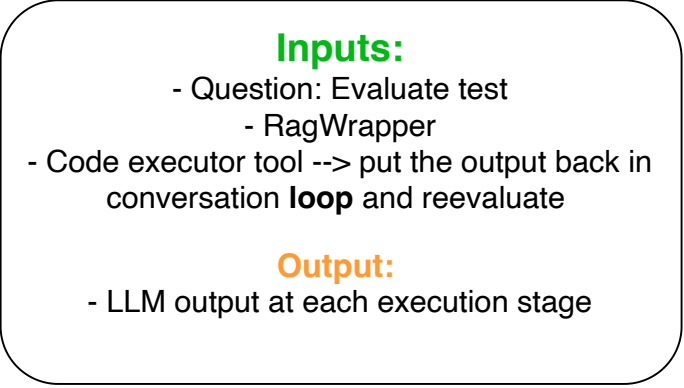 Inputs:
- Question: Evaluate test
- RagWrapper
- Code executor tool --> put the output back in
conversation loop and reevaluate
Output:
- LLM output at each execution stage